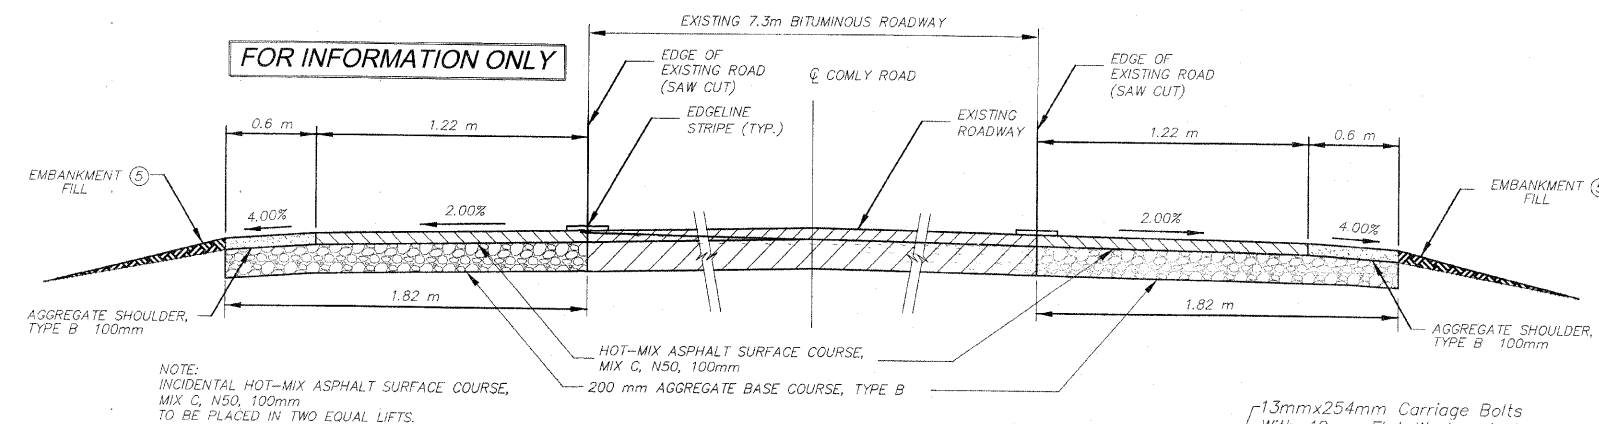 EXISTING 7.3m BITUMINOUS ROADWAY
FOR INFORMATION ONLY
EDGE OF
EXISTING ROAD
(SAW CUT)
℄ COMLY ROAD
EDGE OF
EXISTING ROAD
(SAW CUT)
EDGELINE
STRIPE (TYP.)
EXISTING
ROADWAY
0.6 m
1.22 m
1.22 m
0.6 m
EMBANKMENT 5
FILL
EMBANKMENT
FILL
4.00%
2.00%
2.00%
4.00%
1.82 m
1.82 m
AGGREGATE SHOULDER,
TYPE B 100mm
AGGREGATE SHOULDER,
TYPE B 100mm
HOT-MIX ASPHALT SURFACE COURSE,
MIX C, N50, 100mm
200 mm AGGREGATE BASE COURSE, TYPE B
NOTE:
INCIDENTAL HOT-MIX ASPHALT SURFACE COURSE,
MIX C, N50, 100mm
TO BE PLACED IN TWO EQUAL LIFTS.
13mmx254mm Carriage Bolts